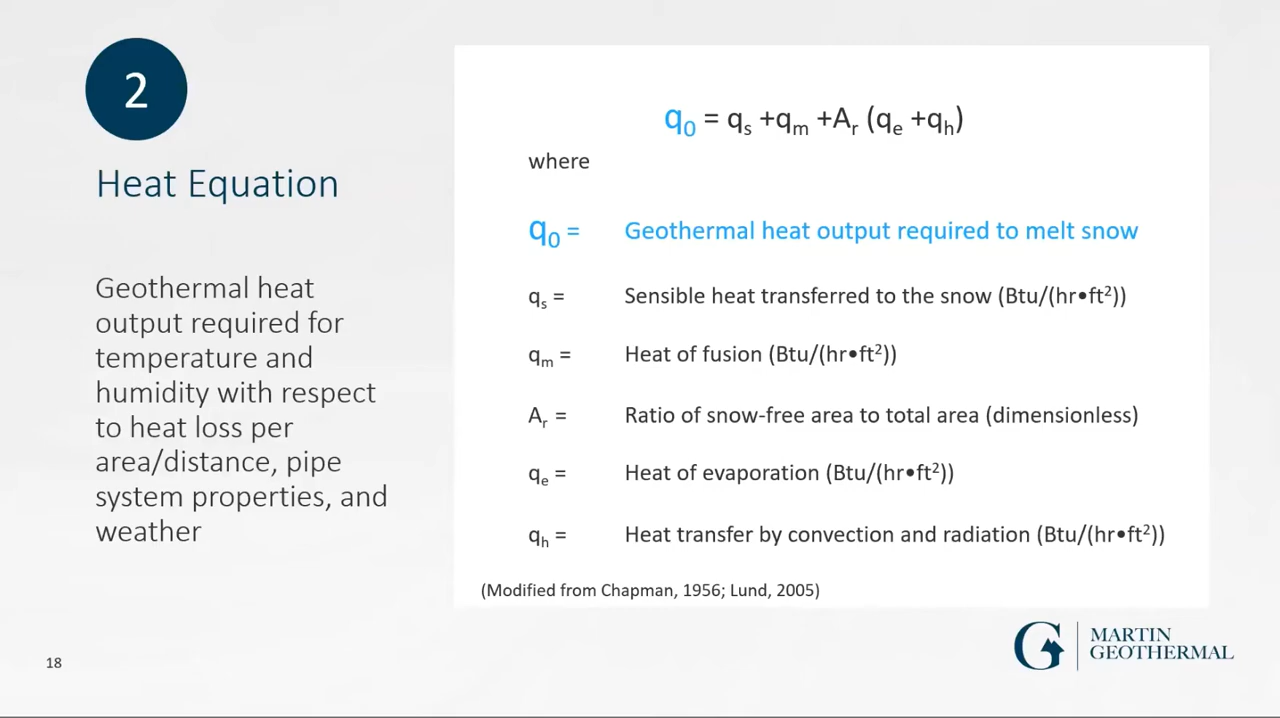 2
Heat Equation
Geothermal heat
output required for
temperature and
humidity with respect
to heat loss per
area/distance, pipe
system properties, and
weather
q₀ = qₛ +qₘ +Aᵣ (qₑ +qₕ)
where
q₀ = Geothermal heat output required to melt snow
qₛ = Sensible heat transferred to the snow (Btu/(hr•ft²))
qₘ = Heat of fusion (Btu/(hr•ft²))
Aᵣ = Ratio of snow-free area to total area (dimensionless)
qₑ = Heat of evaporation (Btu/(hr•ft²))
qₕ = Heat transfer by convection and radiation (Btu/(hr•ft²))
(Modified from Chapman, 1956; Lund, 2005)
18
MARTIN
GEOTHERMAL